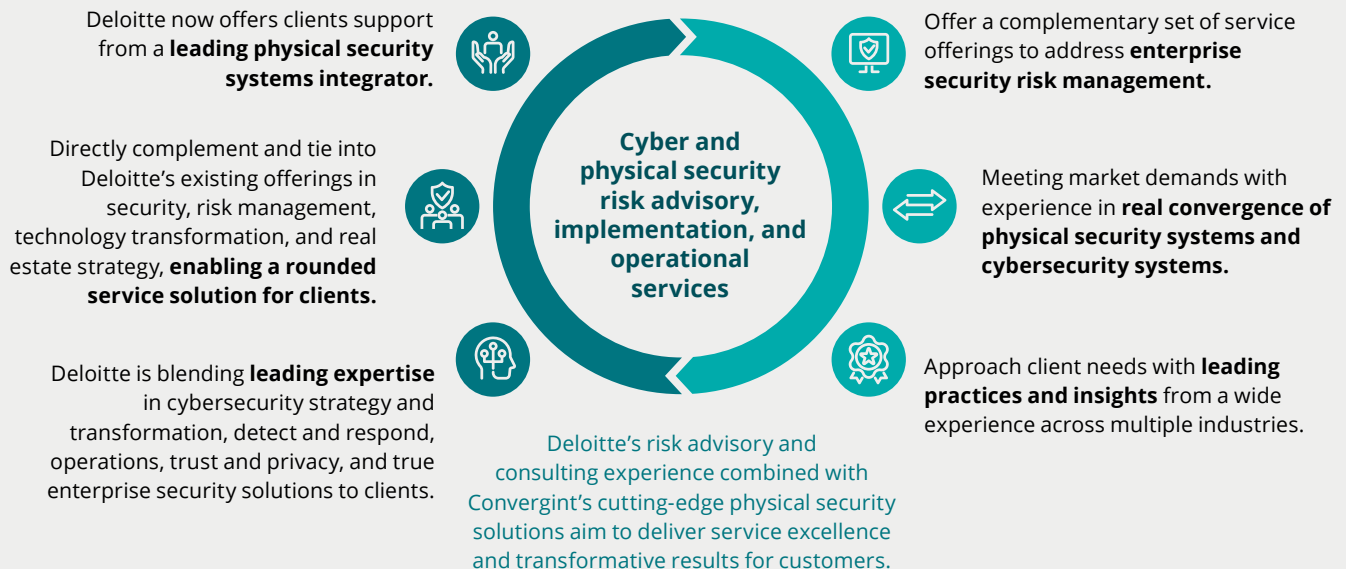 Deloitte now offers clients support
from a leading physical security
systems integrator.
Directly complement and tie into
Deloitte’s existing offerings in
security, risk management,
technology transformation, and real
estate strategy, enabling a rounded
service solution for clients.
Deloitte is blending leading expertise
in cybersecurity strategy and
transformation, detect and respond,
operations, trust and privacy, and true
enterprise security solutions to clients.
Cyber and
physical security
risk advisory,
implementation, and
operational
services
Offer a complementary set of service
offerings to address enterprise
security risk management.
Meeting market demands with
experience in real convergence of
physical security systems and
cybersecurity systems.
Approach client needs with leading
practices and insights from a wide
experience across multiple industries.
Deloitte’s risk advisory and
consulting experience combined with
Convergint’s cutting-edge physical security
solutions aim to deliver service excellence
and transformative results for customers.